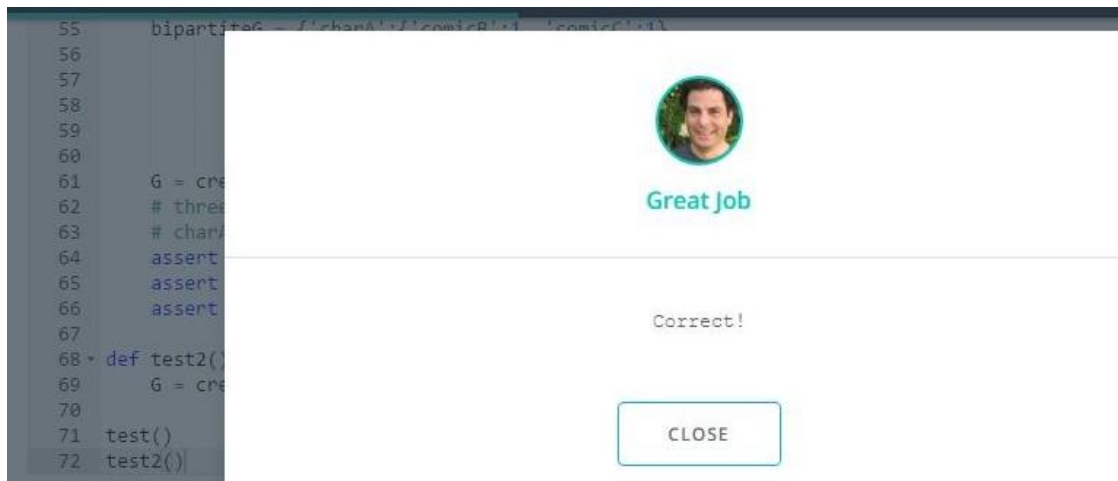 55 bipartiteG = {'charA':{'comicB':1, 'comicC':1},
56
57
58
59
60
61 G = cre
62 # three
63 # charA
64 assert
65 assert
66 assert
67
68 def test2()
69 G = cre
70
71 test()
72 test2()
Great Job
Correct!
CLOSE